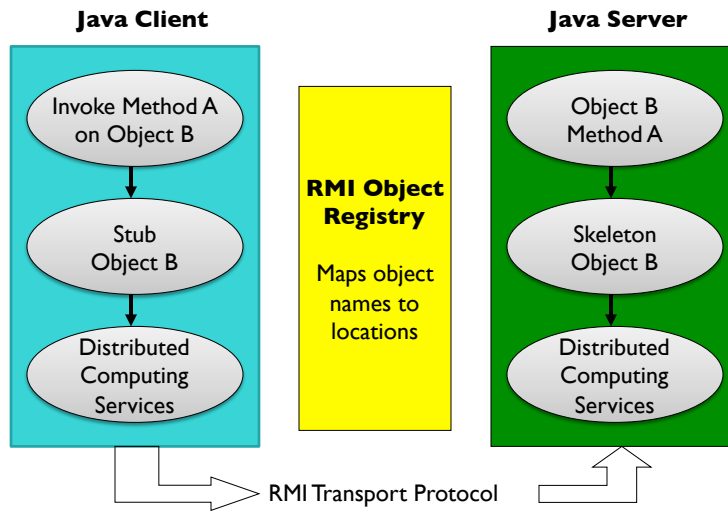 Java Client
Invoke Method A
on Object B
Stub
Object B
Distributed
Computing
Services
RMI Object
Registry
Maps object
names to
locations
Java Server
Object B
Method A
Skeleton
Object B
Distributed
Computing
Services
RMI Transport Protocol